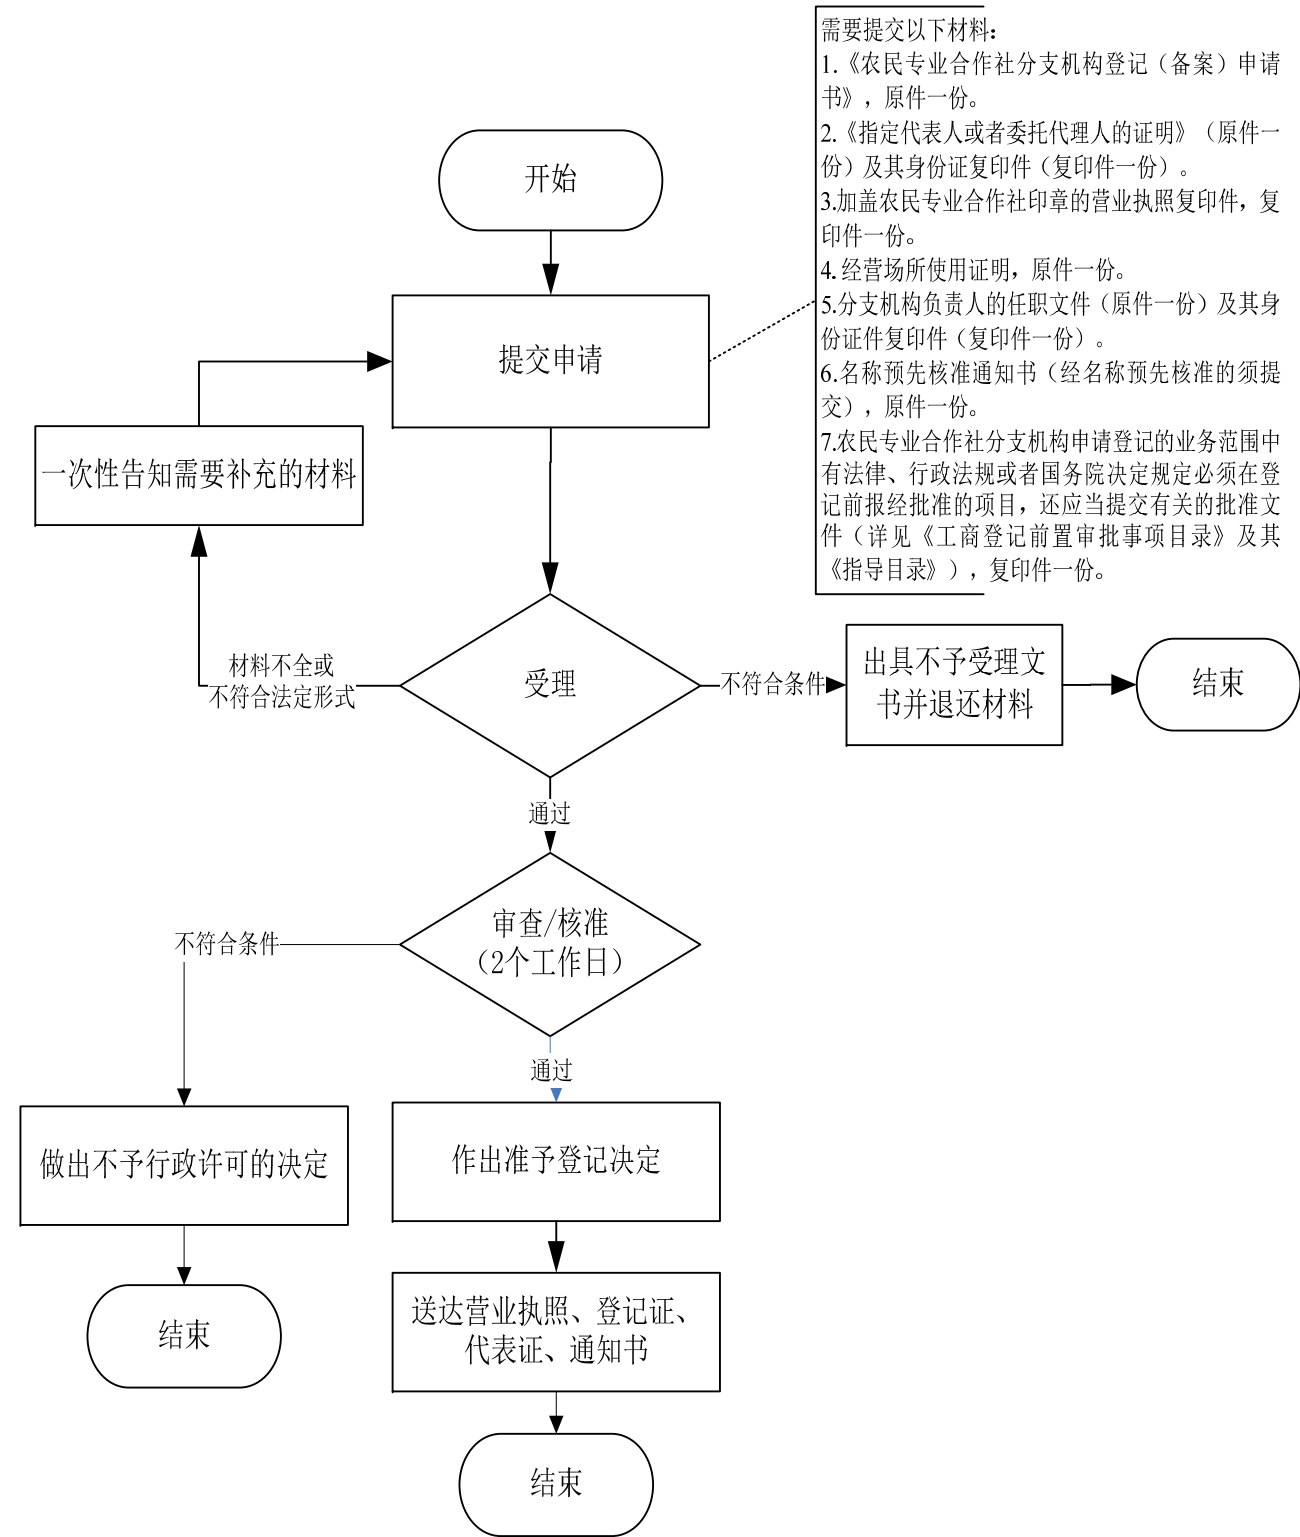 需要提交以下材料：
1.《农民专业合作社分支机构登记（备案）申请
书》，原件一份。
2.《指定代表人或者委托代理人的证明》（原件一
份）及其身份证复印件（复印件一份）。
3.加盖农民专业合作社印章的营业执照复印件，复
印件一份。
4.经营场所使用证明，原件一份。
5.分支机构负责人的任职文件（原件一份）及其身
份证件复印件（复印件一份）。
6.名称预先核准通知书（经名称预先核准的须提
交），原件一份。
7.农民专业合作社分支机构申请登记的业务范围中
有法律、行政法规或者国务院决定规定必须在登
记前报经批准的项目，还应当提交有关的批准文
件（详见《工商登记前置审批事项目录》及其
《指导目录》），复印件一份。
开始
提交申请
一次性告知需要补充的材料
材料不全或
不符合法定形式
受理
不符合条件
出具不予受理文
书并退还材料
结束
通过
审查/核准
（2个工作日）
不符合条件
通过
做出不予行政许可的决定
作出准予登记决定
结束
送达营业执照、登记证、
代表证、通知书
结束